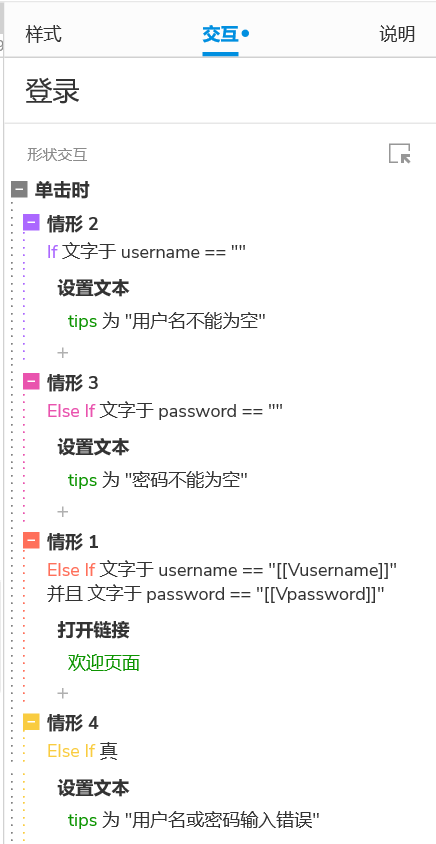 样式 交互 说明
登录
形状交互
单击时
情形 2
If 文字于 username == ""
设置文本
tips 为 "用户名不能为空"
+
情形 3
Else If 文字于 password == ""
设置文本
tips 为 "密码不能为空"
+
情形 1
Else If 文字于 username == "[[Vusername]]"
并且 文字于 password == "[[Vpassword]]"
打开链接
欢迎页面
+
情形 4
Else If 真
设置文本
tips 为 "用户名或密码输入错误"